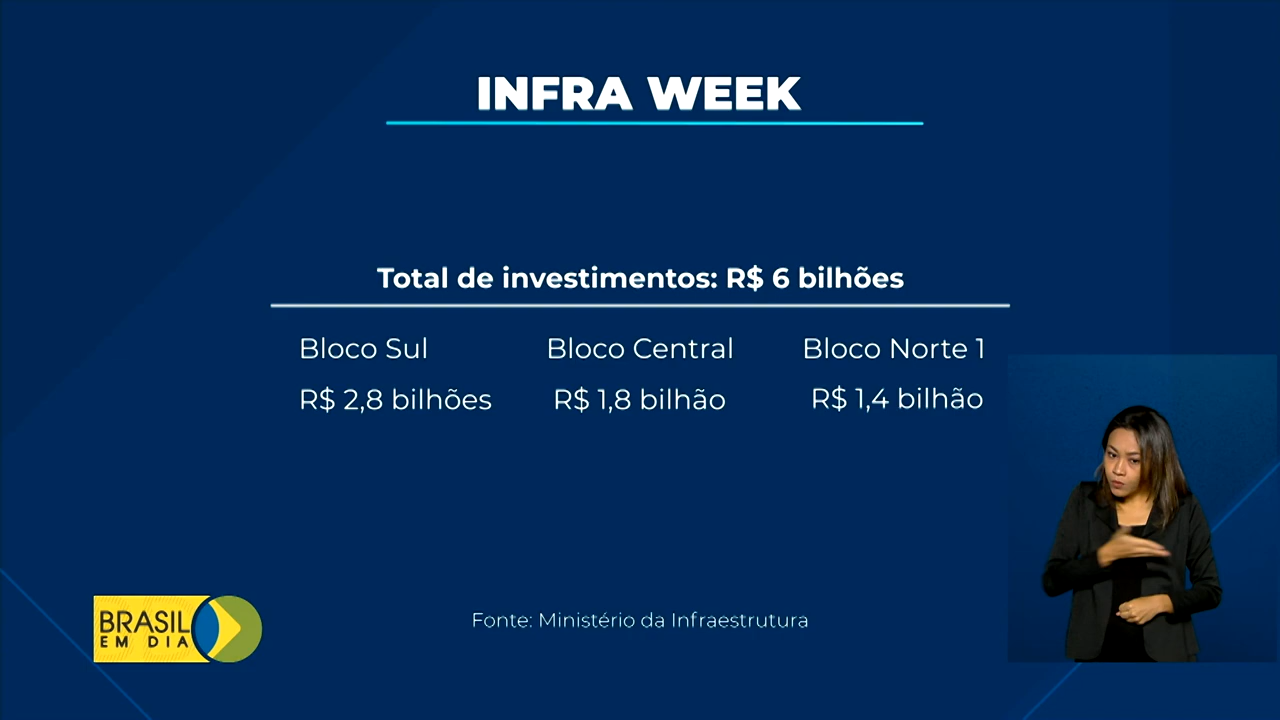 INFRA WEEK
Total de investimentos: R$ 6 bilhões
Bloco Sul Bloco Central Bloco Norte 1
R$ 2,8 bilhões R$ 1,8 bilhão R$ 1,4 bilhão
BRASIL
EM DIA
Fonte: Ministério da Infraestrutura